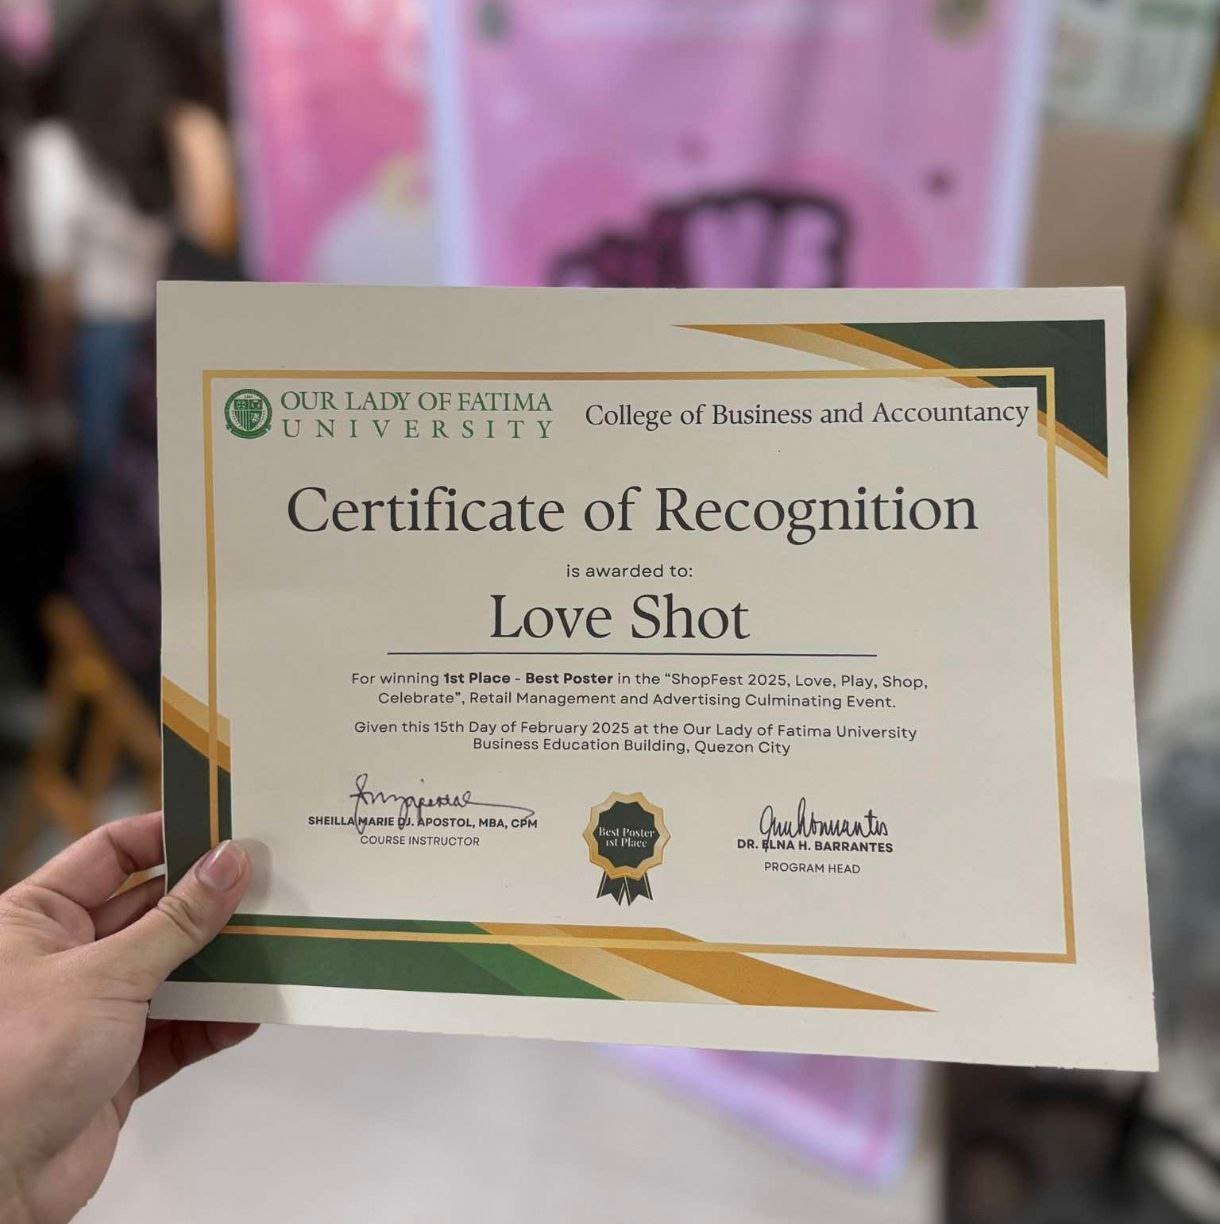 OUR LADY OF FATIMA
UNIVERSITY
College of Business and Accountancy
Certificate of Recognition
is awarded to:
Love Shot
For winning 1st Place - Best Poster in the “ShopFest 2025, Love, Play, Shop,
Celebrate”, Retail Management and Advertising Culminating Event.
Given this 15th Day of February 2025 at the Our Lady of Fatima University
Business Education Building, Quezon City
SHEILLA MARIE DJ. APOSTOL, MBA, CPM
COURSE INSTRUCTOR
Best Poster
1st Place
DR. ELNA H. BARRANTES
PROGRAM HEAD